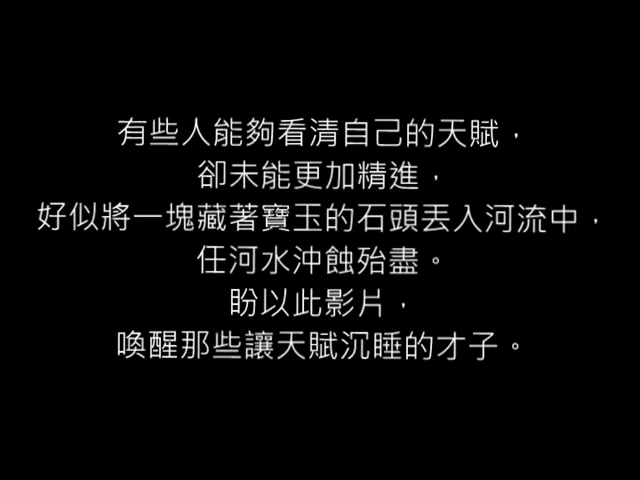 有些人能夠看清自己的天賦，
卻未能更加精進，
好似將一塊藏著寶玉的石頭丟入河流中，
任河水沖蝕殆盡。
盼以此影片，
喚醒那些讓天賦沉睡的才子。